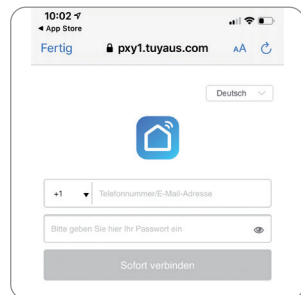 10:02
◀ App Store
Fertig pxy1.tuyaus.com AA
Deutsch
+1 Telefonnummer/E-Mail-Adresse
Bitte geben Sie hier Ihr Passwort ein
Sofort verbinden